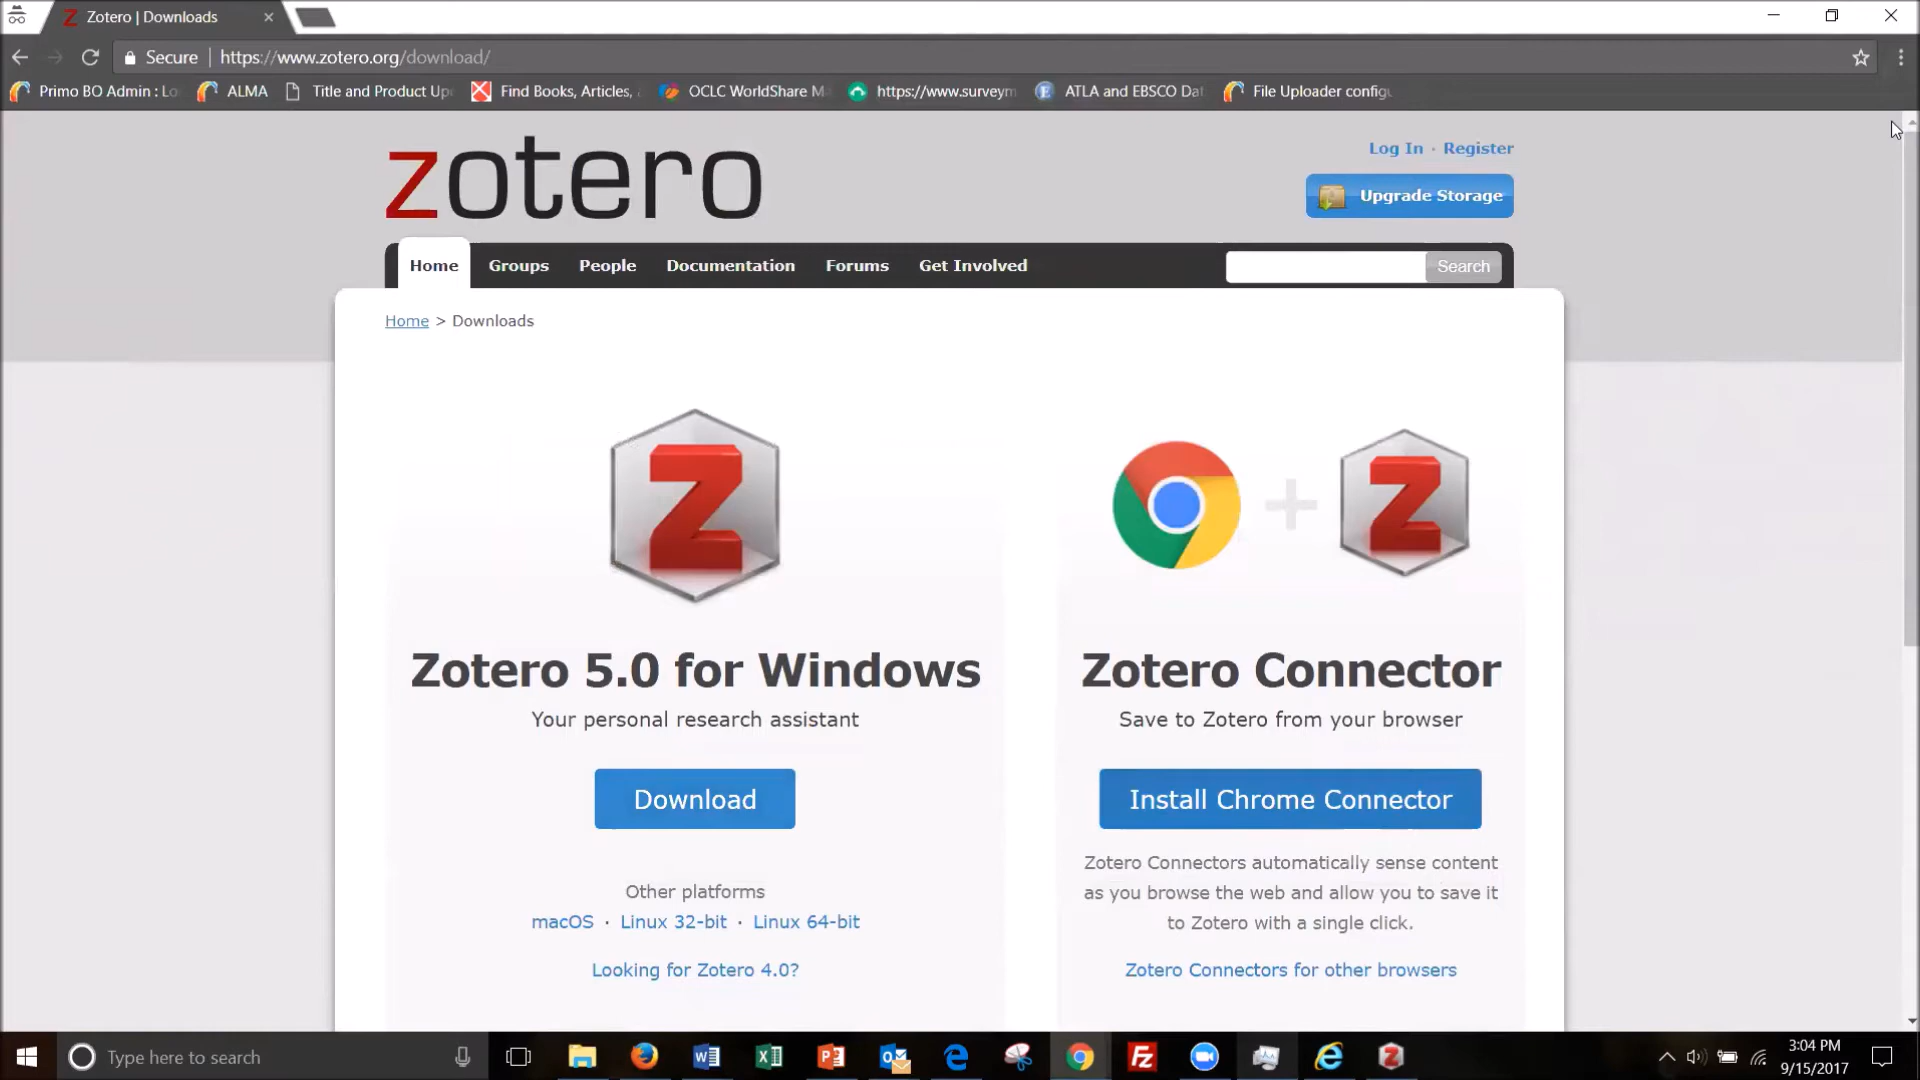 Zotero | Downloads
Secure
https://www.zotero.org/download/
Primo BO Admin : Lo
ALMA
Title and Product Up
Find Books, Articles,
OCLC WorldShare M
https://www.surveym
ATLA and EBSCO Dat
File Uploader config
zotero
Log In · Register
Upgrade Storage
Home
Groups
People
Documentation
Forums
Get Involved
Search
Home > Downloads
Zotero 5.0 for Windows
Your personal research assistant
Download
Other platforms
macOS · Linux 32-bit · Linux 64-bit
Looking for Zotero 4.0?
Zotero Connector
Save to Zotero from your browser
Install Chrome Connector
Zotero Connectors automatically sense content
as you browse the web and allow you to save it
to Zotero with a single click.
Zotero Connectors for other browsers
Type here to search
3:04 PM
9/15/2017